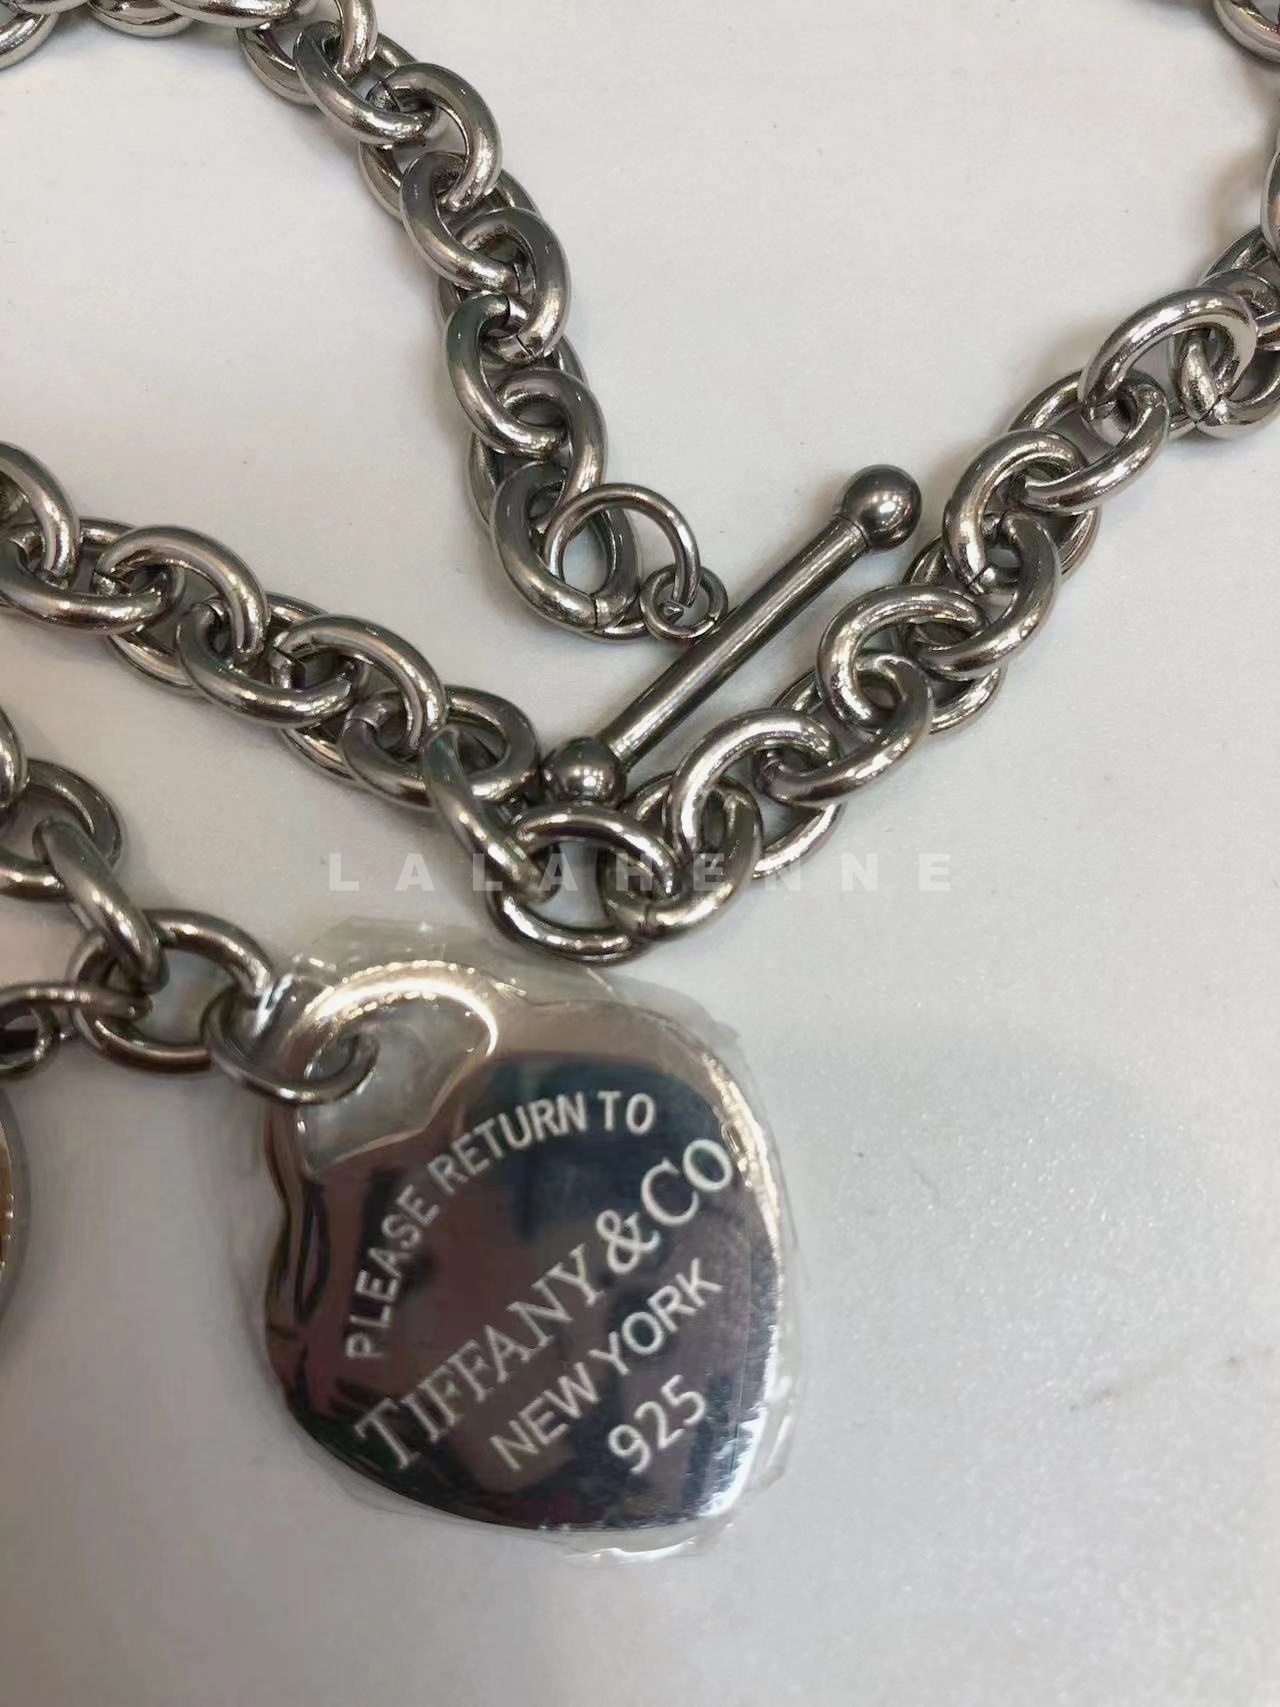 LALAHENNE
PLEASE RETURN TO
TIFFANY & CO
NEW YORK
925